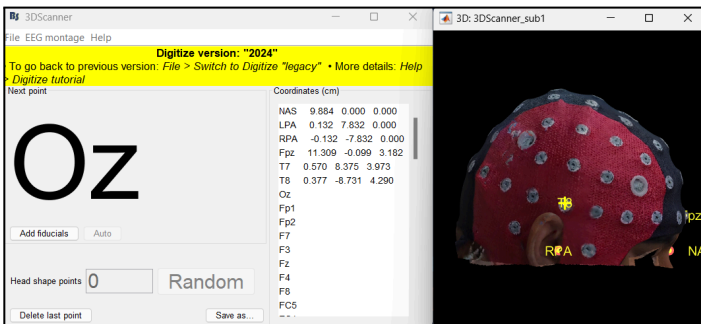 3DScanner
File EEG montage Help
Digitize version: "2024"
• To go back to previous version: File > Switch to Digitize "legacy" • More details: Help
> Digitize tutorial
Next point
Oz
Add fiducials Auto
Head shape points 0 Random
Delete last point Save as...
Coordinates (cm)
NAS 9.884 0.000 0.000
LPA 0.132 7.832 0.000
RPA -0.132 -7.832 0.000
Fpz 11.309 -0.099 3.182
T7 0.570 8.375 3.973
T8 0.377 -8.731 4.290
Oz
Fp1
Fp2
F7
F3
Fz
F4
F8
FC5
3D: 3DScanner_sub1
T8
Fpz
RPA
NA